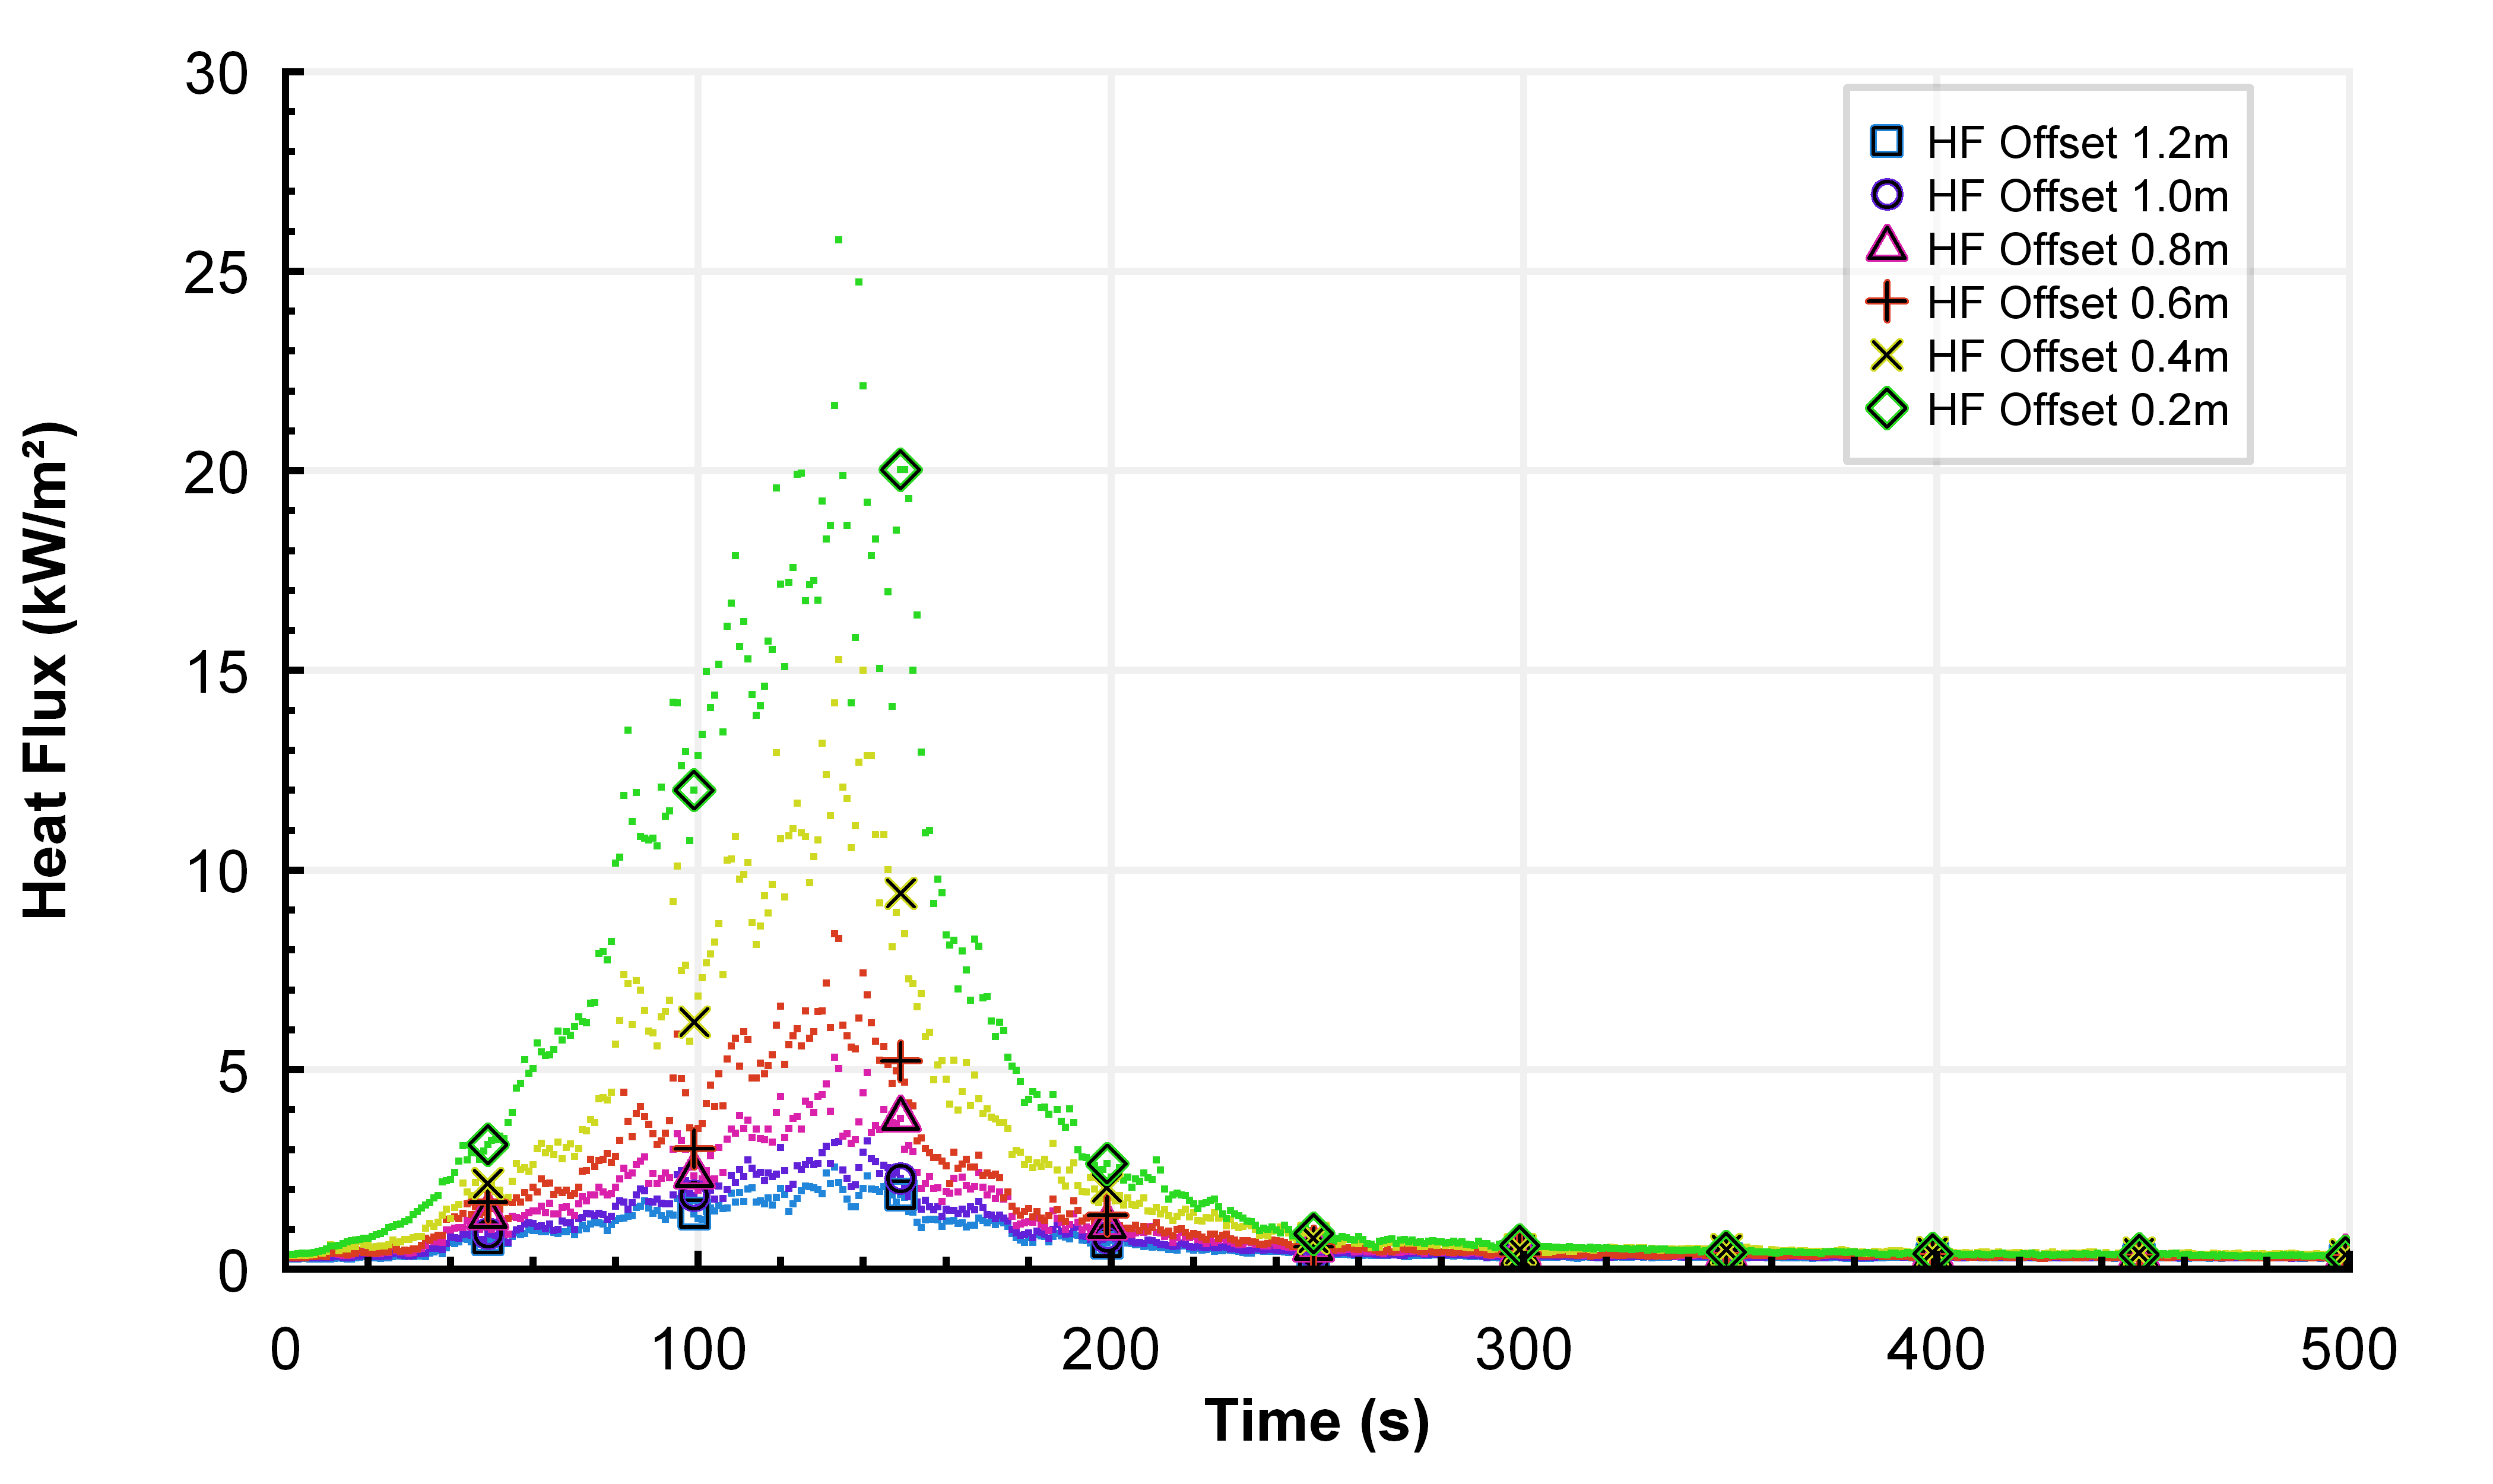 30
25
20
15
10
5
0
Heat Flux (kW/m²)
HF Offset 1.2m
HF Offset 1.0m
HF Offset 0.8m
HF Offset 0.6m
HF Offset 0.4m
HF Offset 0.2m
0 100 200 300 400 500
Time (s)